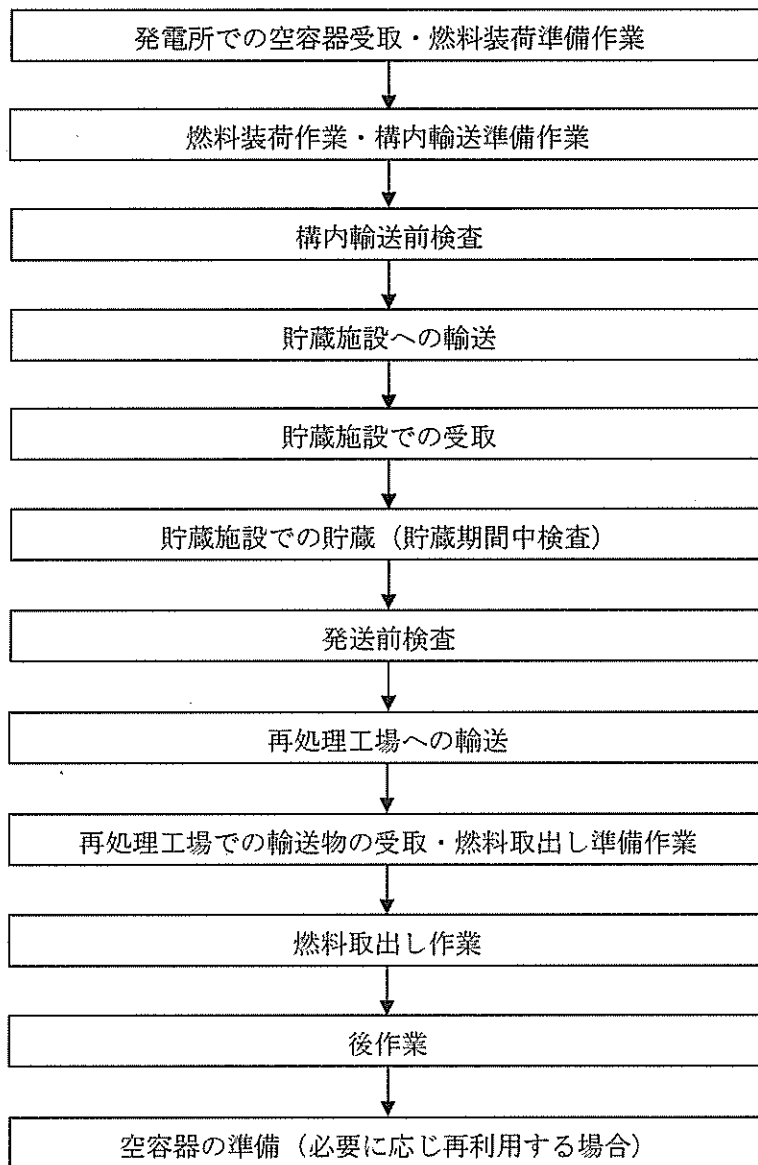 発電所での空容器受取・燃料装荷準備作業
燃料装荷作業・構内輸送準備作業
構内輸送前検査
貯蔵施設への輸送
貯蔵施設での受取
貯蔵施設での貯蔵（貯蔵期間中検査）
発送前検査
再処理工場への輸送
再処理工場での輸送物の受取・燃料取出し準備作業
燃料取出し作業
後作業
空容器の準備（必要に応じ再利用する場合）